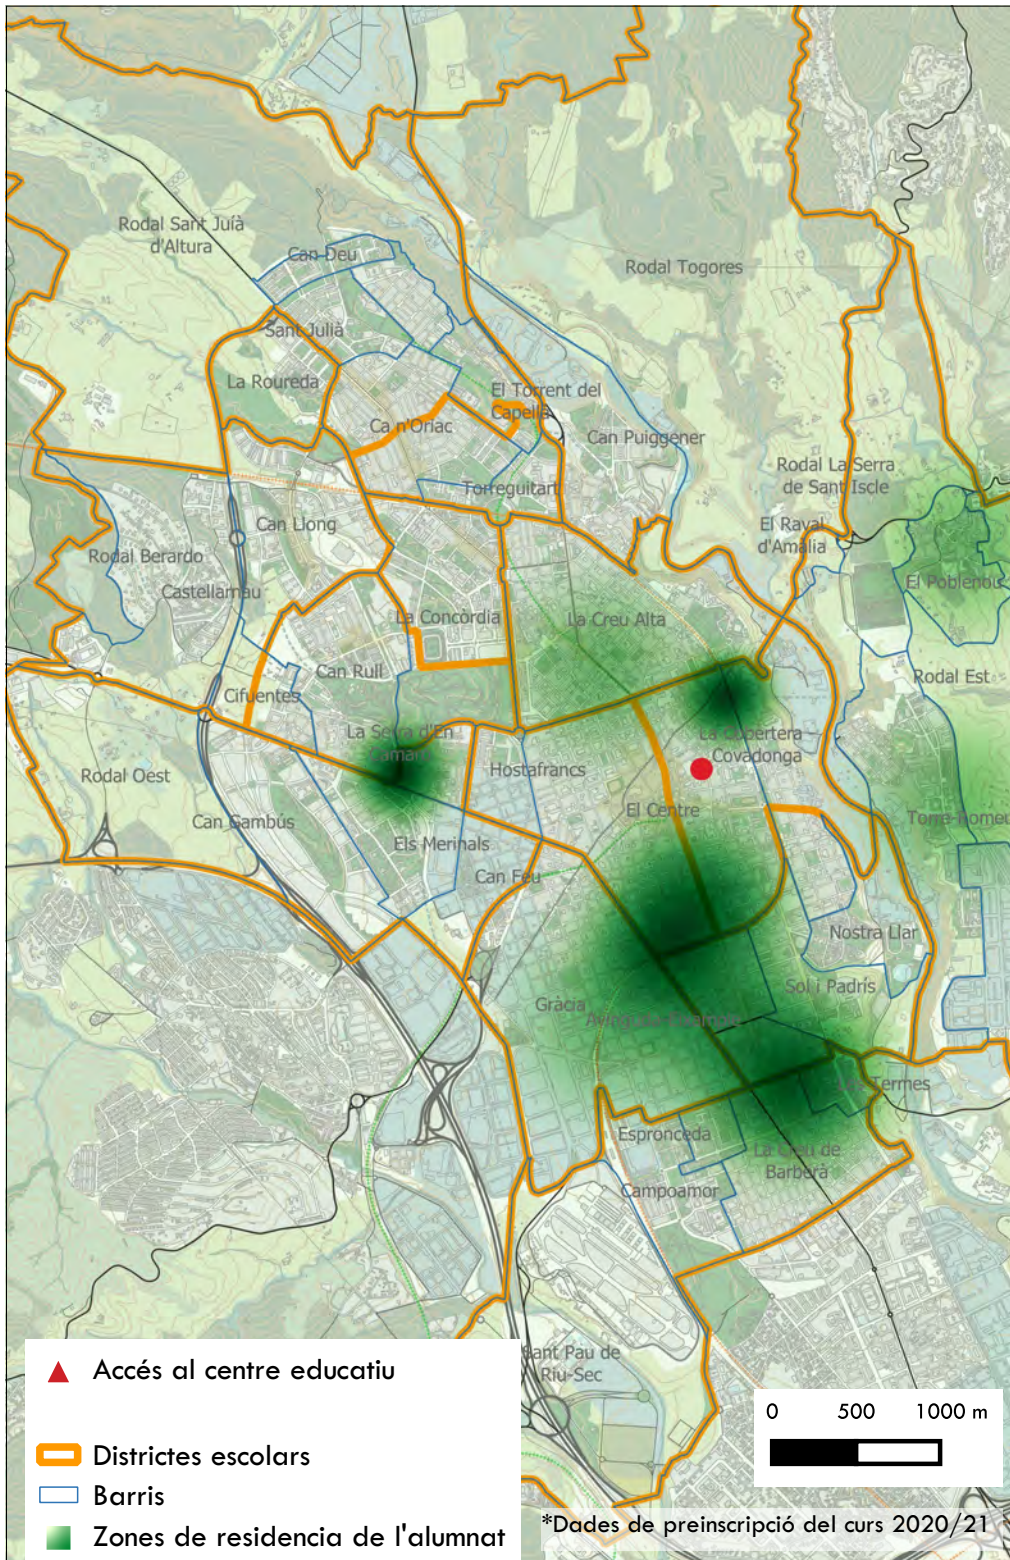 Rodal Sant Juíà
d'Altura
Can Deu
Rodal Togores
Sant Julià
La Roureda
El Torrent del
Capellà
Ca n'Oriac
Can Puiggener
Rodal La Serra
de Sant Iscle
Torreguitart
Can Llong
El Raval
d'Amàlia
Rodal Berardo
Castellarnau
El Poblenou
La Concòrdia
La Creu Alta
Can Rull
Rodal Est
Cifuentes
La Serra d'En
Camaró
La Cobertera
Covadonga
Rodal Oest
Hostafrancs
El Centre
Can Gambús
Torre-Romeu
Els Merinals
Can Feu
Nostra Llar
Sol i Padrís
Gràcia
Avinguda-Eixample
Les Termes
Espronceda
La Creu de
Barberà
Campoamor
Sant Pau de
Riu-Sec
Accés al centre educatiu
Districtes escolars
Barris
Zones de residencia de l'alumnat
0 500 1000 m
*Dades de preinscripció del curs 2020/21